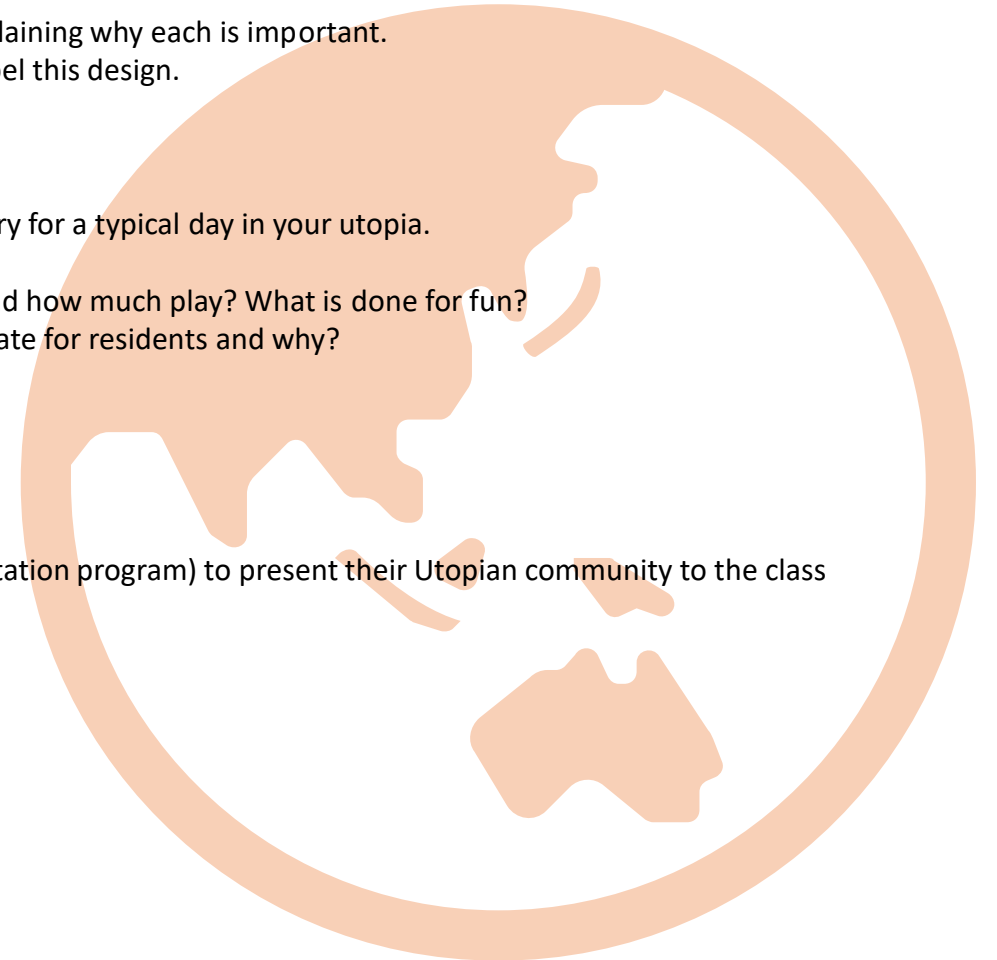 laining why each is important.
el this design.
ry for a typical day in your utopia.
d how much play? What is done for fun?
ate for residents and why?
tation program) to present their Utopian community to the class